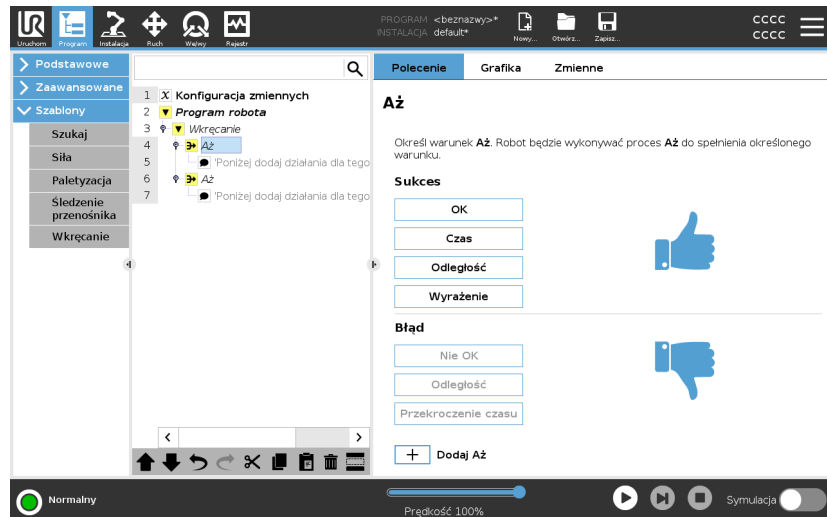 PROGRAM <beznazwy>*
INSTALACJA default*
Uruchom
Program
Instalacja
Ruch
We/wy
Rejestr
Nowy...
Otwórz...
Zapisz...
CCCC
CCCC
Podstawowe
Zaawansowane
Szablony
Szukaj
Siła
Paletyzacja
Śledzenie
przenośnika
Wkręcanie
1 X Konfiguracja zmiennych
2 Program robota
3 Wkręcanie
4 Aż
5 'Poniżej dodaj działania dla tego
6 Aż
7 'Poniżej dodaj działania dla tego
Polecenie
Grafika
Zmienne
Aż
Określ warunek Aż. Robot będzie wykonywać proces Aż do spełnienia określonego
warunku.
Sukces
OK
Czas
Odległość
Wyrażenie
Błąd
Nie OK
Odległość
Przekroczenie czasu
Dodaj Aż
Normalny
Prędkość 100%
Symulacja